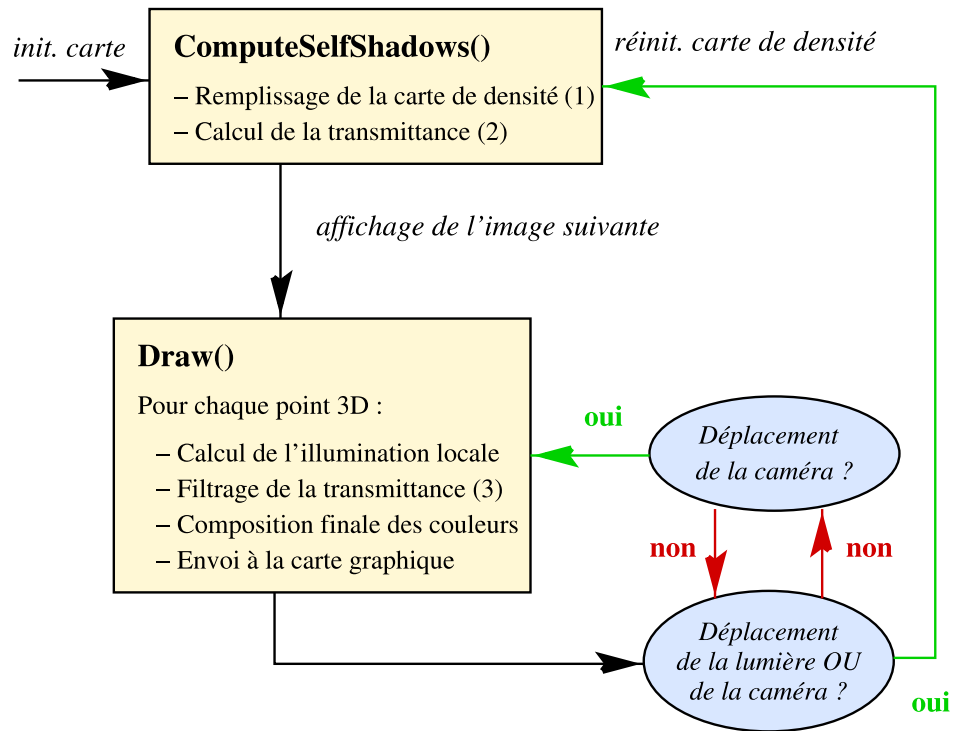 init. carte
ComputeSelfShadows()
– Remplissage de la carte de densité (1)
– Calcul de la transmittance (2)
réinit. carte de densité
affichage de l'image suivante
Draw()
Pour chaque point 3D :
– Calcul de l'illumination locale
– Filtrage de la transmittance (3)
– Composition finale des couleurs
– Envoi à la carte graphique
oui
Déplacement
de la caméra ?
non
non
Déplacement
de la lumière OU
de la caméra ?
oui